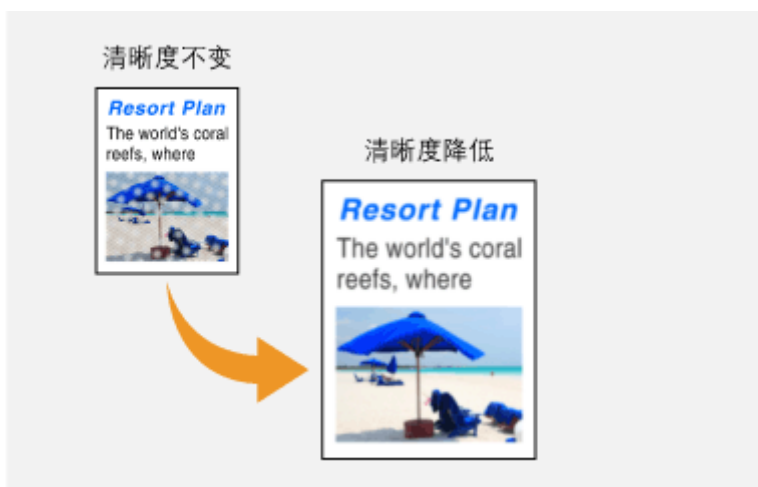 清晰度不变
Resort Plan
The world's coral
reefs, where
清晰度降低
Resort Plan
The world's coral
reefs, where